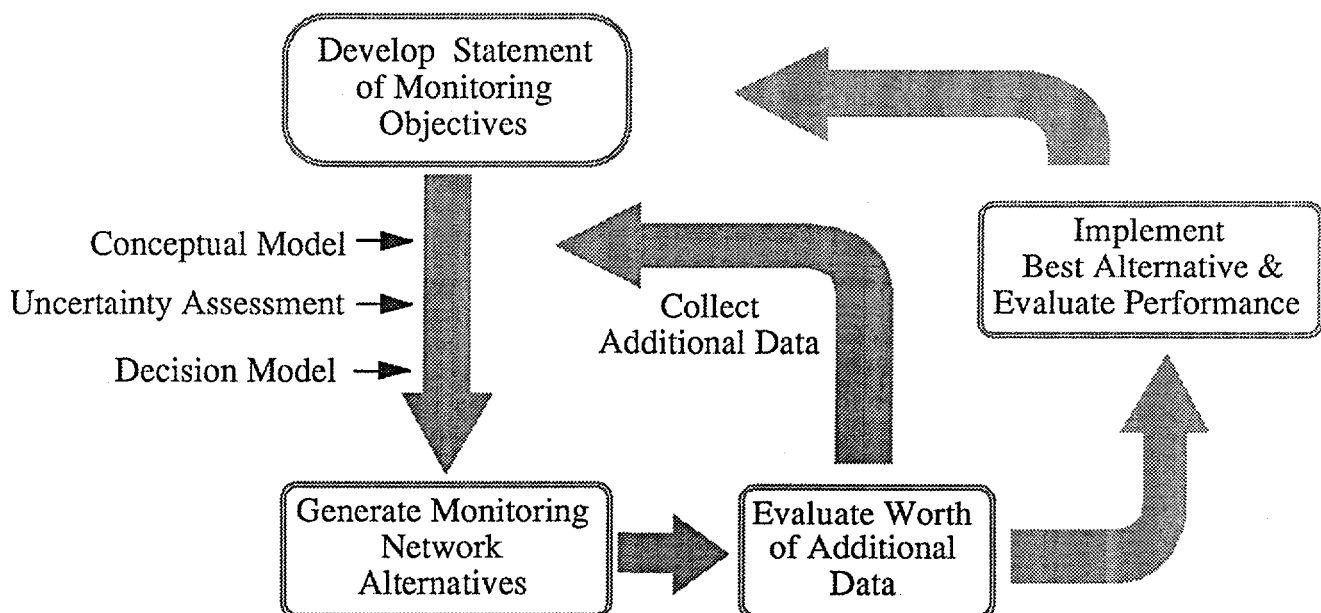 Develop Statement
of Monitoring
Objectives
Conceptual Model
Uncertainty Assessment
Decision Model
Collect
Additional Data
Implement
Best Alternative &
Evaluate Performance
Generate Monitoring
Network
Alternatives
Evaluate Worth
of Additional
Data